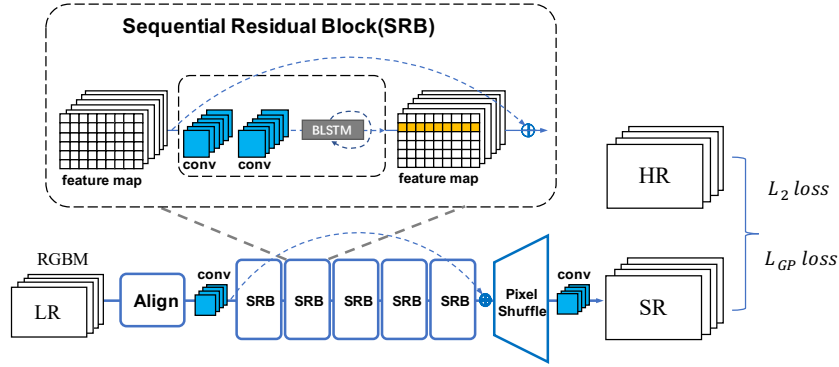 Sequential Residual Block(SRB)
BLSTM
conv
conv
feature map
feature map
HR
L2 loss
LGP loss
RGBM
LR
Align
conv
SRB
SRB
SRB
SRB
SRB
Pixel
Shuffle
conv
SR